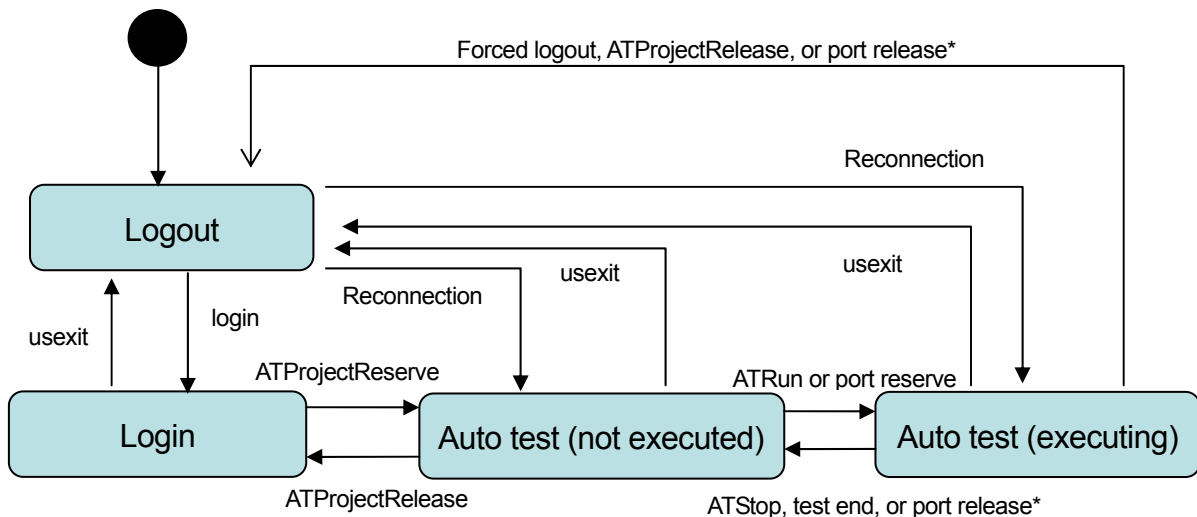 Forced logout, ATProjectRelease, or port release*
Reconnection
Logout
usexit
usexit
Reconnection
login
usexit
ATProjectReserve
ATRun or port reserve
Login
Auto test (not executed)
Auto test (executing)
ATProjectRelease
ATStop, test end, or port release*